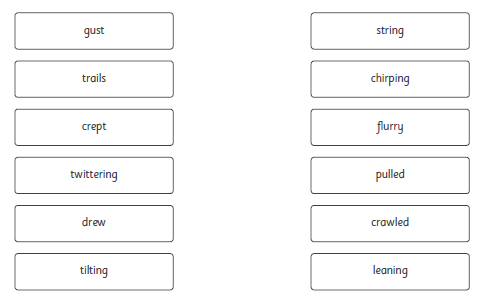 gust
string
trails
chirping
crept
flurry
twittering
pulled
drew
crawled
tilting
leaning